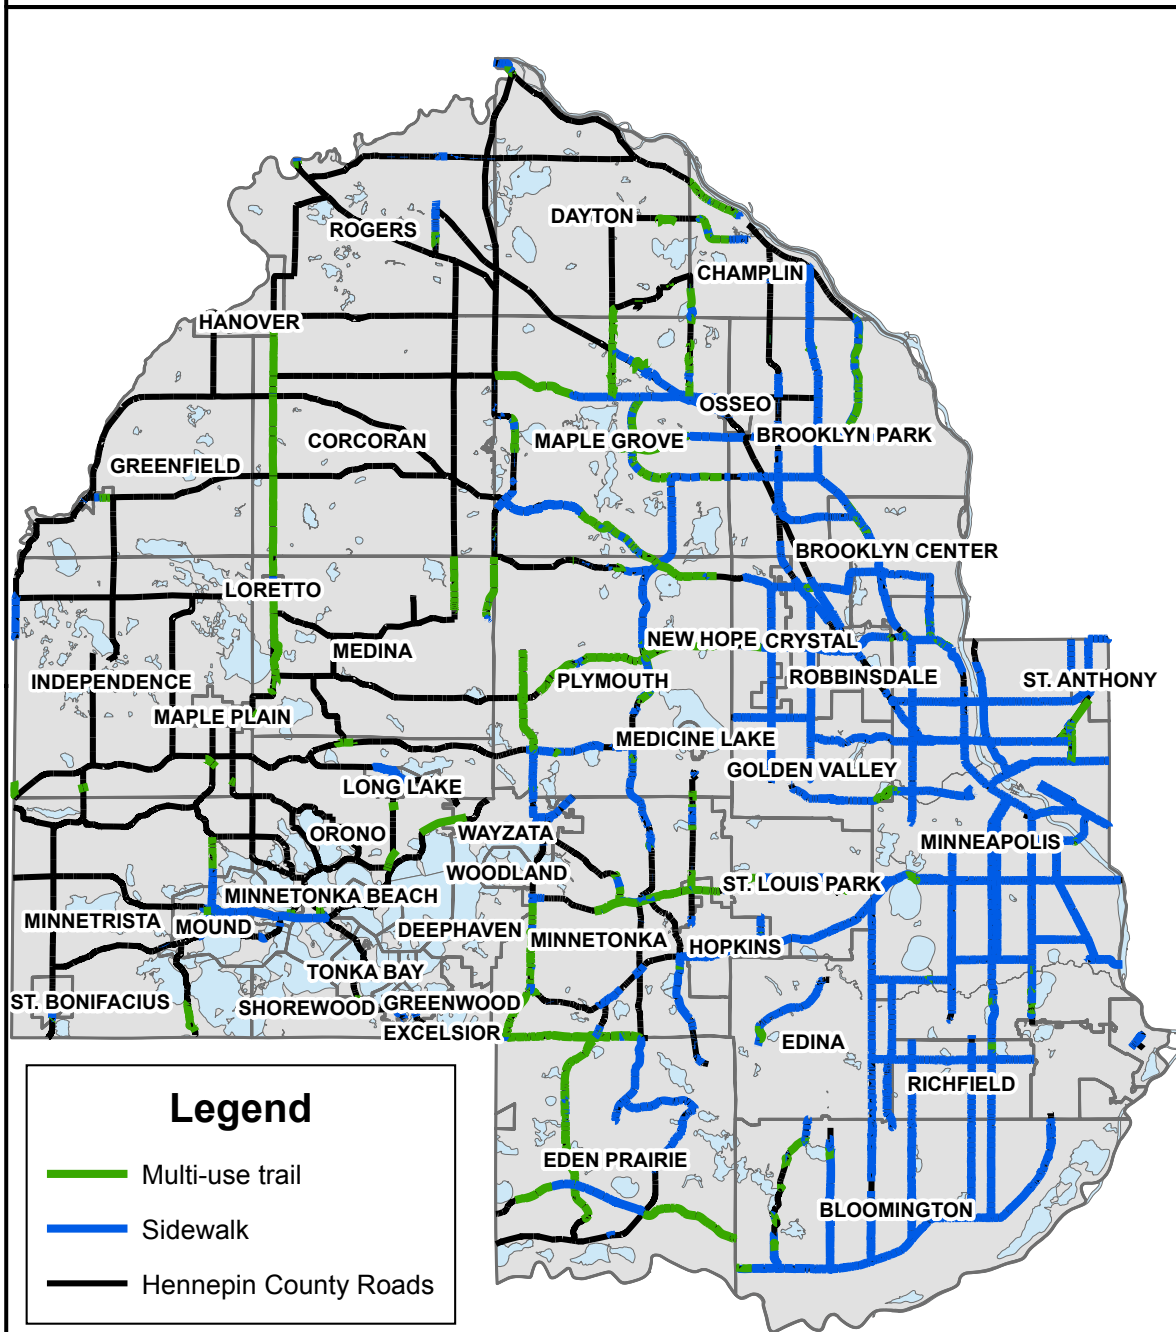 DAYTON
ROGERS
CHAMPLIN
HANOVER
OSSEO
CORCORAN
MAPLE GROVE
BROOKLYN PARK
GREENFIELD
BROOKLYN CENTER
LORETTO
NEW HOPE
CRYSTAL
MEDINA
INDEPENDENCE
PLYMOUTH
ROBBINSDALE
ST. ANTHONY
MAPLE PLAIN
MEDICINE LAKE
GOLDEN VALLEY
LONG LAKE
ORONO
WAYZATA
MINNEAPOLIS
WOODLAND
ST. LOUIS PARK
MINNETONKA BEACH
MINNETRISTA
MOUND
DEEPHAVEN
MINNETONKA
HOPKINS
TONKA BAY
ST. BONIFACIUS
SHOREWOOD
GREENWOOD
EXCELSIOR
EDINA
RICHFIELD
EDEN PRAIRIE
BLOOMINGTON
Legend
Multi-use trail
Sidewalk
Hennepin County Roads